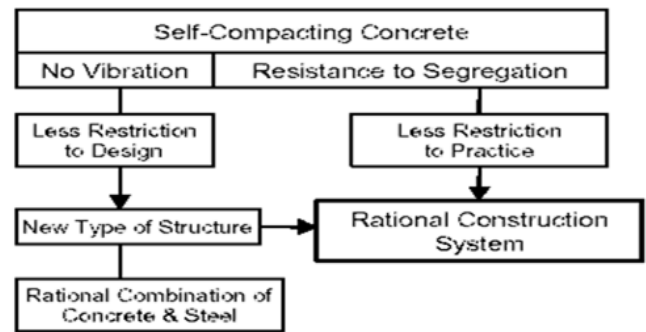 Self-Compacting Concrete
No Vibration
Resistance to Segregation
Less Restriction
to Design
Less Restriction
to Practice
New Type of Structure
Rational Construction
System
Rational Combination of
Concrete & Steel